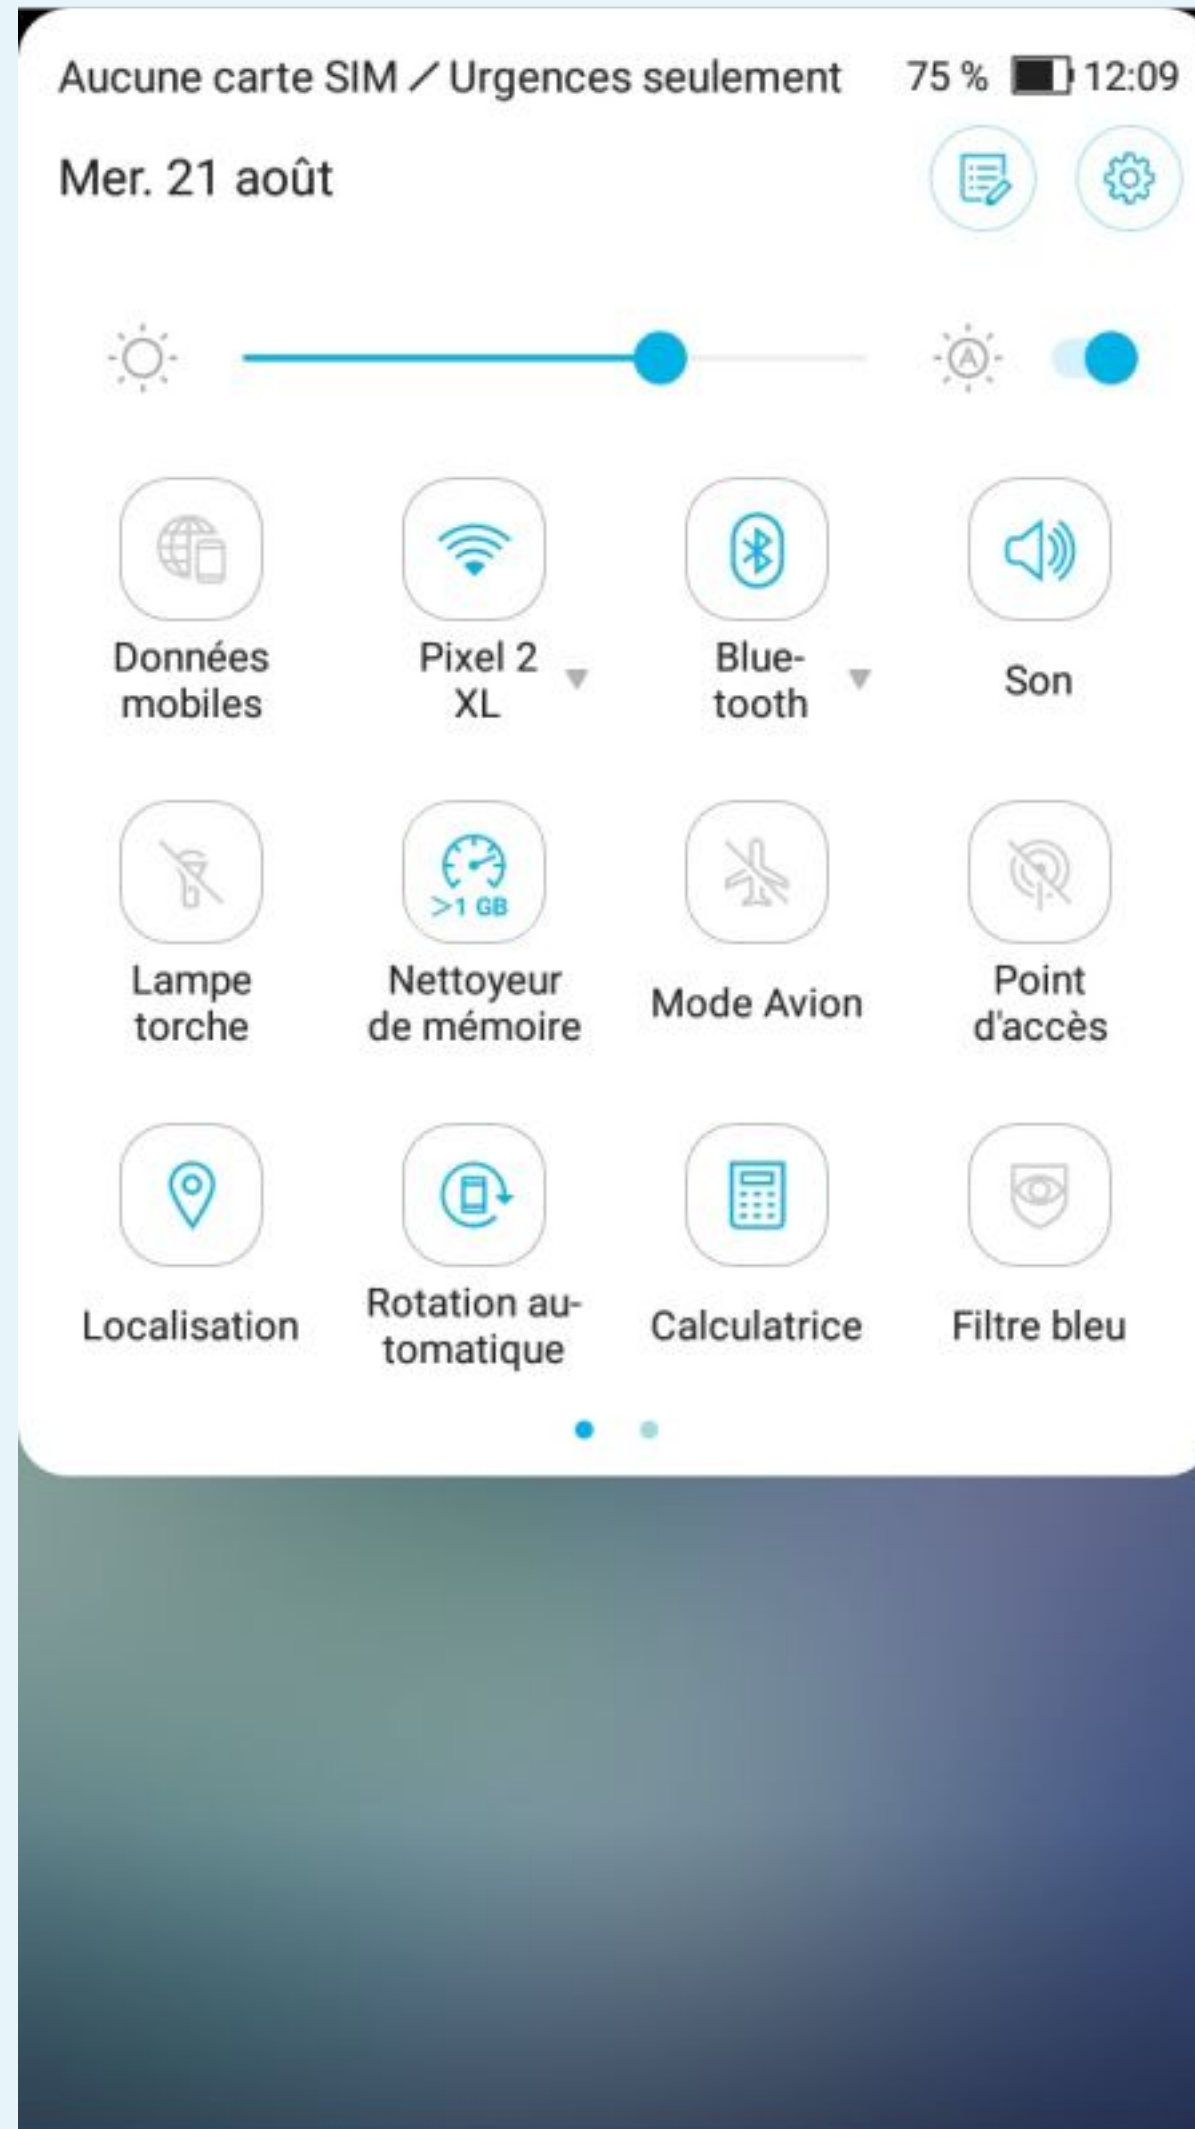 Aucune carte SIM / Urgences seulement 75 % 12:09
Mer. 21 août
A
Données
mobiles
Pixel 2
XL
Blue-
tooth
Son
>1 GB
Lampe
torche
Nettoyeur
de mémoire
Mode Avion
Point
d'accès
Localisation
Rotation au-
tomatique
Calculatrice
Filtre bleu